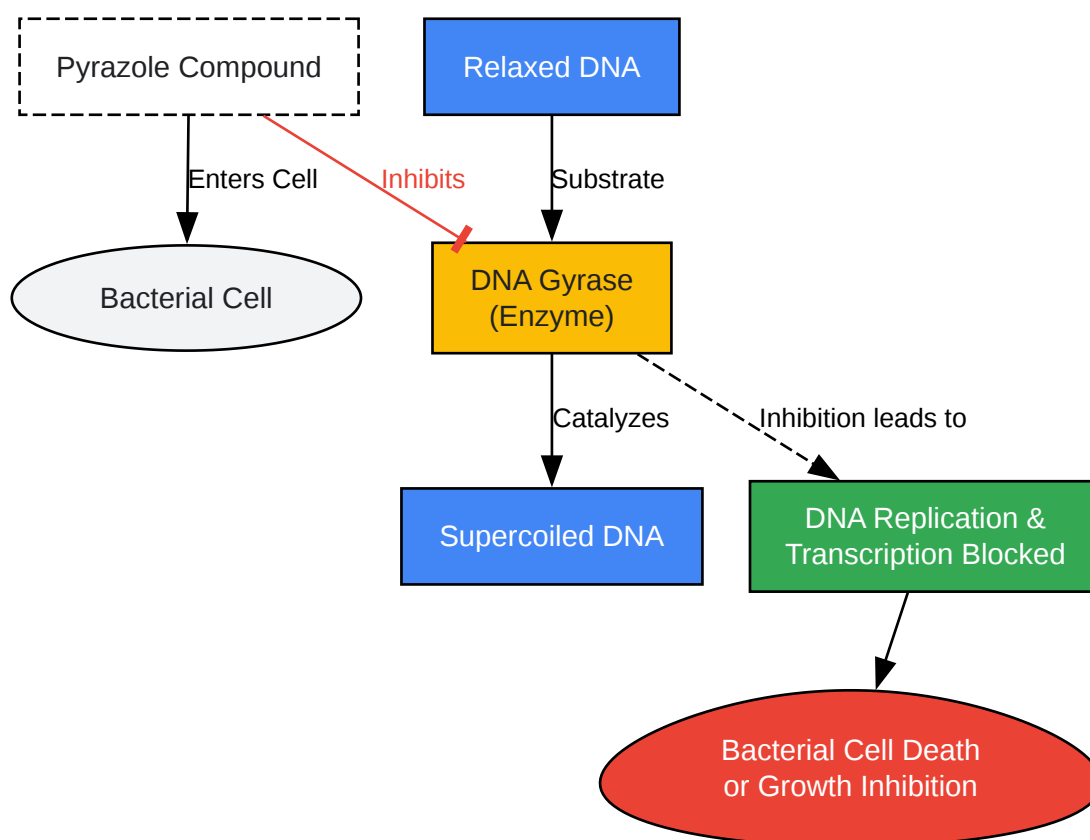 Pyrazole Compound
Relaxed DNA
Enters Cell
Inhibits
Substrate
Bacterial Cell
DNA Gyrase
(Enzyme)
Catalyzes
Inhibition leads to
Supercoiled DNA
DNA Replication &
Transcription Blocked
Bacterial Cell Death
or Growth Inhibition